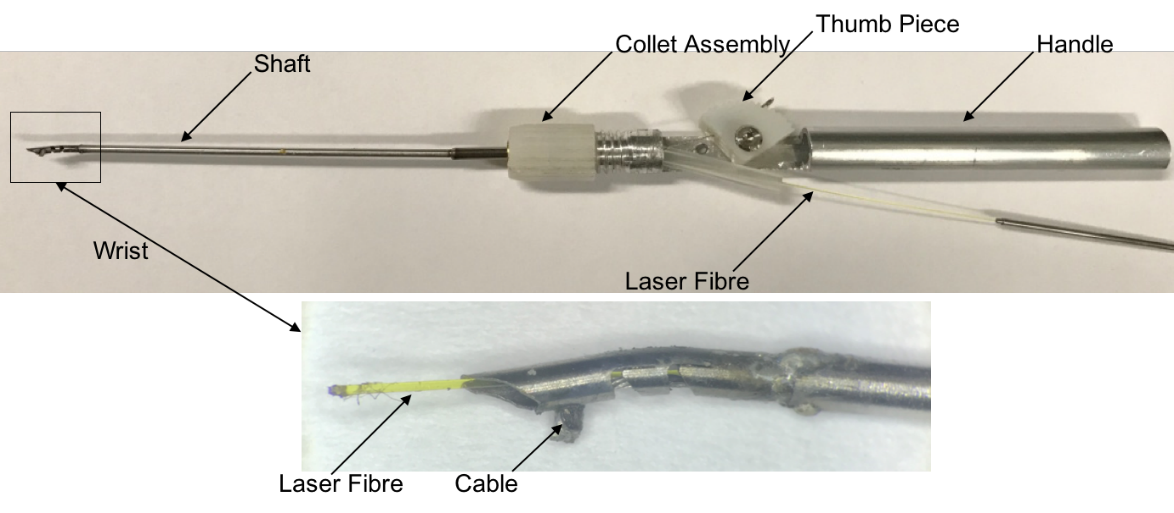 Thumb Piece
Collet Assembly
Handle
Shaft
Wrist
Laser Fibre
Laser Fibre
Cable